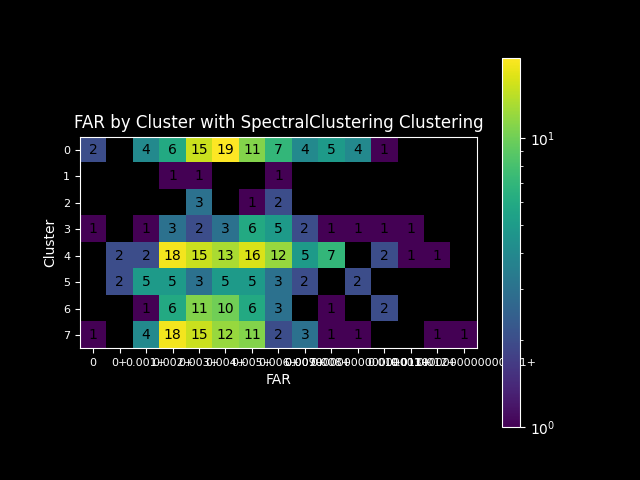 FAR by Cluster with SpectralClustering Clustering
0 2 4 6 15 19 11 7 4 5 4 1
1 1 1 1
2 3 1 2
3 1 1 3 2 3 6 5 2 1 1 1 1
4 2 2 18 15 13 16 12 5 7 2 1 1
5 2 5 5 3 5 5 3 2 2
6 1 6 11 10 6 3 1 2
7 1 4 18 15 12 11 2 3 1 1 1 1
Cluster
0 0+
FAR
10^1
10^0